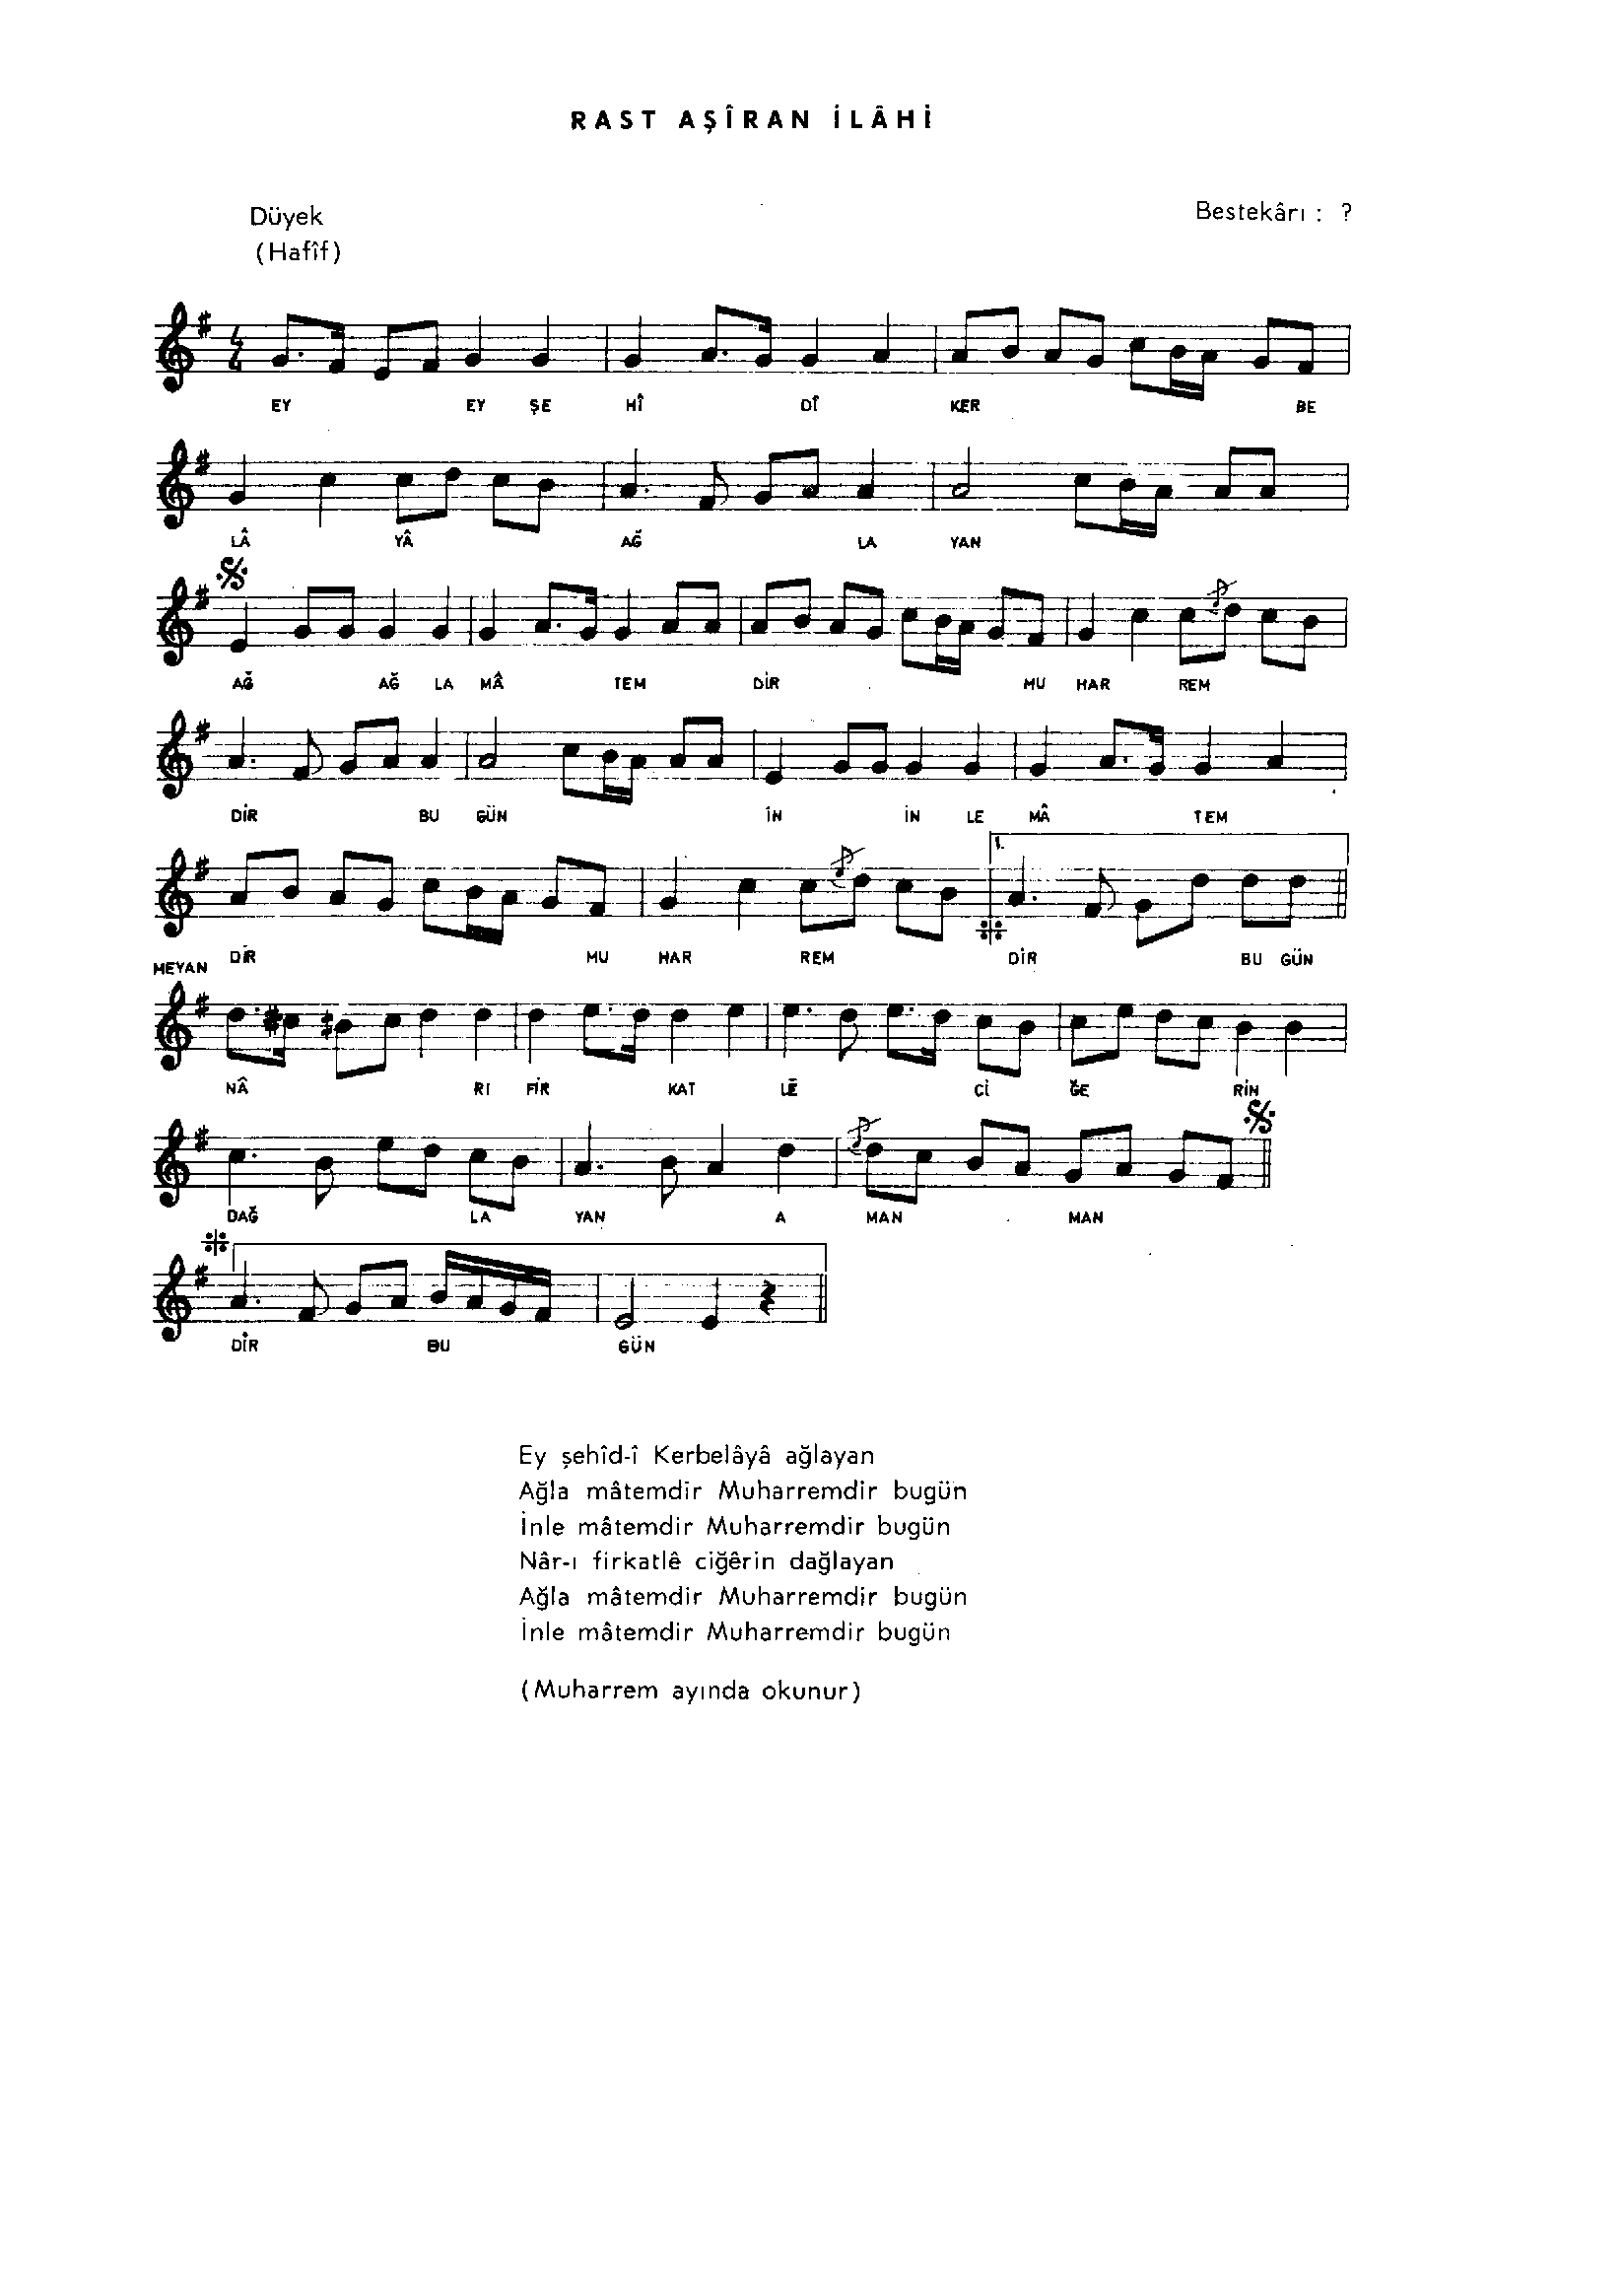 RAST AŞÎRAN İLÂHİ
Düyek
(Hafîf)
Bestekârı : ?
EY EY ŞE HÎ DÎ KER BE
LÂ YÂ AĞ LA YAN
AĞ AĞ LA MÂ TEM DİR MU HAR REM
DİR BU GÜN İN İN LE MÂ TEM
1.
DİR MU HAR REM DİR BU GÜN
MEYAN
NÂ RI FİR KAT LÊ Cİ ĞE RİN
DAĞ LA YAN A MAN MAN
DİR BU GÜN
Ey şehîd-î Kerbelâyâ ağlayan
Ağla mâtemdir Muharremdir bugün
İnle mâtemdir Muharremdir bugün
Nâr-ı firkatlê ciğêrin dağlayan
Ağla mâtemdir Muharremdir bugün
İnle mâtemdir Muharremdir bugün
(Muharrem ayında okunur)